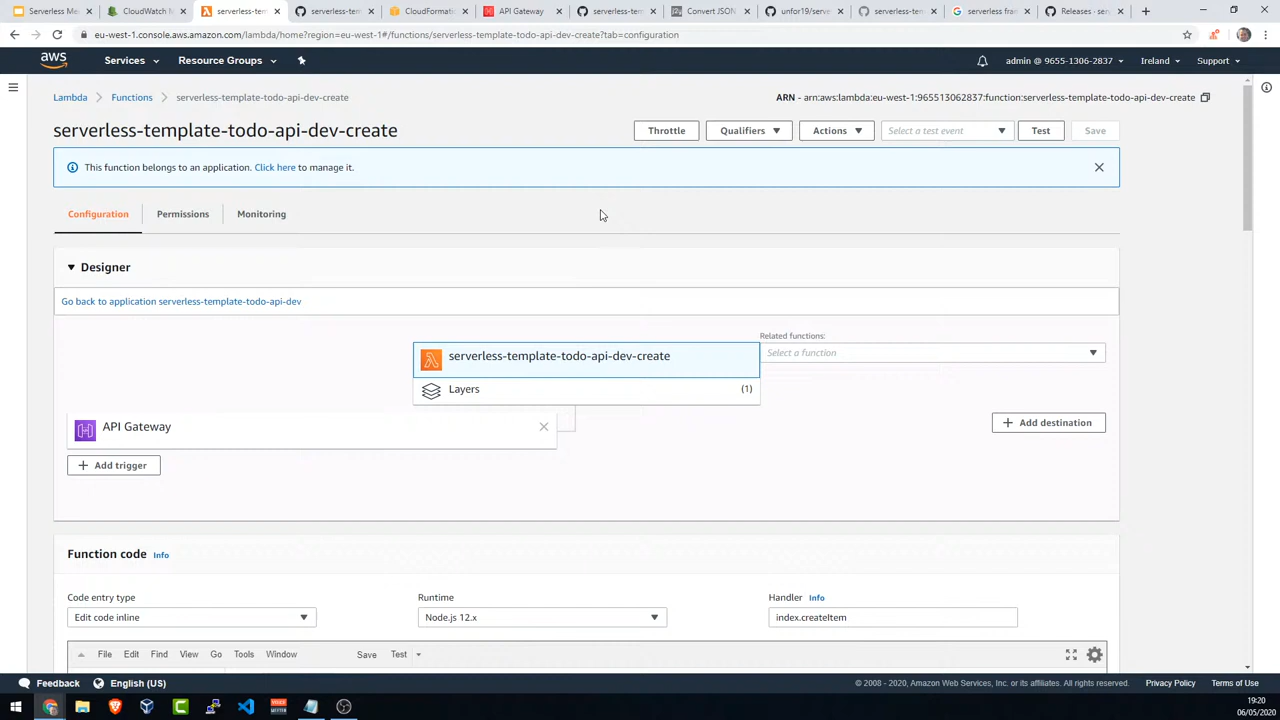 Serverless Me
CloudWatch M
serverless-tem
serverless-tem
CloudFormatio
API Gateway
serverless-tem
Convert JSON
unfor19/server
serverless-tem
serverless fra
Releases · serv
eu-west-1.console.aws.amazon.com/lambda/home?region=eu-west-1#/functions/serverless-template-todo-api-dev-create?tab=configuration
aws Services Resource Groups admin @ 9655-1306-2837 Ireland Support
Lambda Functions serverless-template-todo-api-dev-create ARN - arn:aws:lambda:eu-west-1:965513062837:function:serverless-template-todo-api-dev-create
serverless-template-todo-api-dev-create Throttle Qualifiers Actions Select a test event Test Save
This function belongs to an application. Click here to manage it.
Configuration Permissions Monitoring
Designer
Go back to application serverless-template-todo-api-dev
Related functions:
serverless-template-todo-api-dev-create Select a function
Layers (1)
API Gateway + Add destination
+ Add trigger
Function code Info
Code entry type Runtime Handler Info
Edit code inline Node.js 12.x index.createItem
File Edit Find View Go Tools Window Save Test
Feedback English (US) © 2008 - 2020, Amazon Web Services, Inc. or its affiliates. All rights reserved. Privacy Policy Terms of Use
19:20
06/05/2020